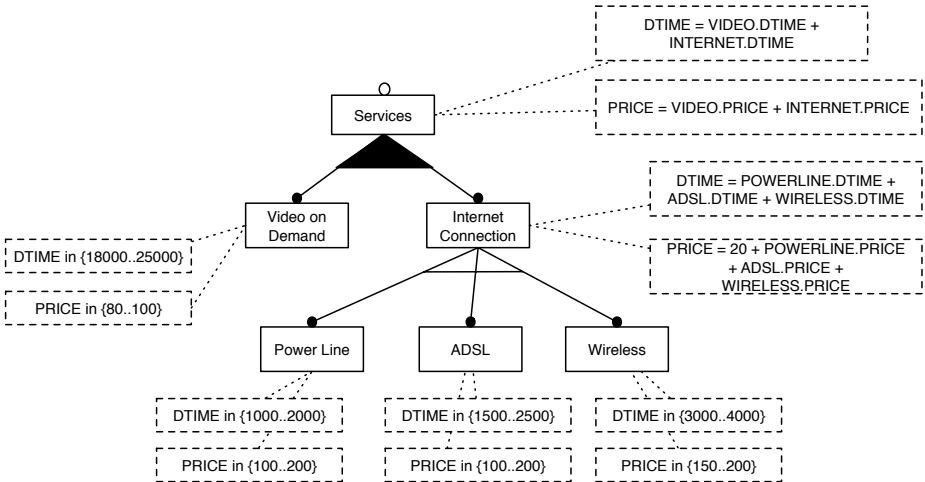 DTIME = VIDEO.DTIME +
INTERNET.DTIME
Services
PRICE = VIDEO.PRICE + INTERNET.PRICE
DTIME = POWERLINE.DTIME +
ADSL.DTIME + WIRELESS.DTIME
Video on
Demand
Internet
Connection
DTIME in {18000..25000}
PRICE = 20 + POWERLINE.PRICE
+ ADSL.PRICE +
WIRELESS.PRICE
PRICE in {80..100}
Power Line
ADSL
Wireless
DTIME in {1000..2000}
DTIME in {1500..2500}
DTIME in {3000..4000}
PRICE in {100..200}
PRICE in {100..200}
PRICE in {150..200}